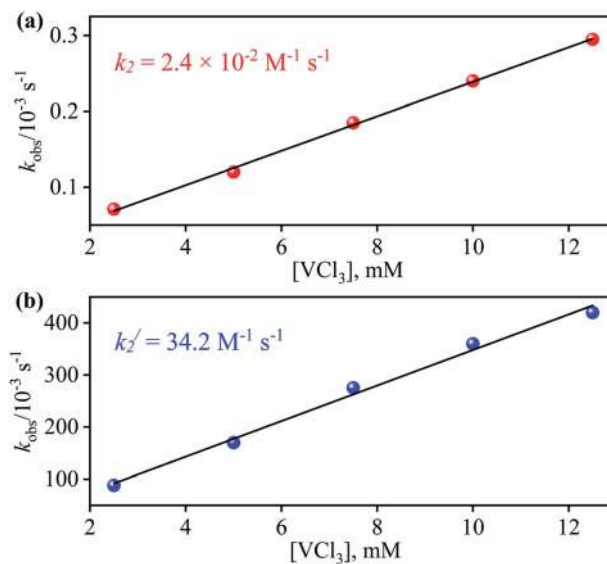 (a)
0.3
0.2
0.1
k₂ = 2.4 × 10⁻² M⁻¹ s⁻¹
k_obs/10⁻³ s⁻¹
2 4 6 8 10 12
[VCl₃], mM
(b)
400
300
200
100
k₂′ = 34.2 M⁻¹ s⁻¹
k_obs/10⁻³ s⁻¹
2 4 6 8 10 12
[VCl₃], mM